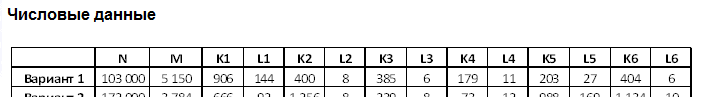 Числовые данные
N M K1 L1 K2 L2 K3 L3 K4 L4 K5 L5 K6 L6
Вариант 1 103 000 5 150 906 144 400 8 385 6 179 11 203 27 404 6